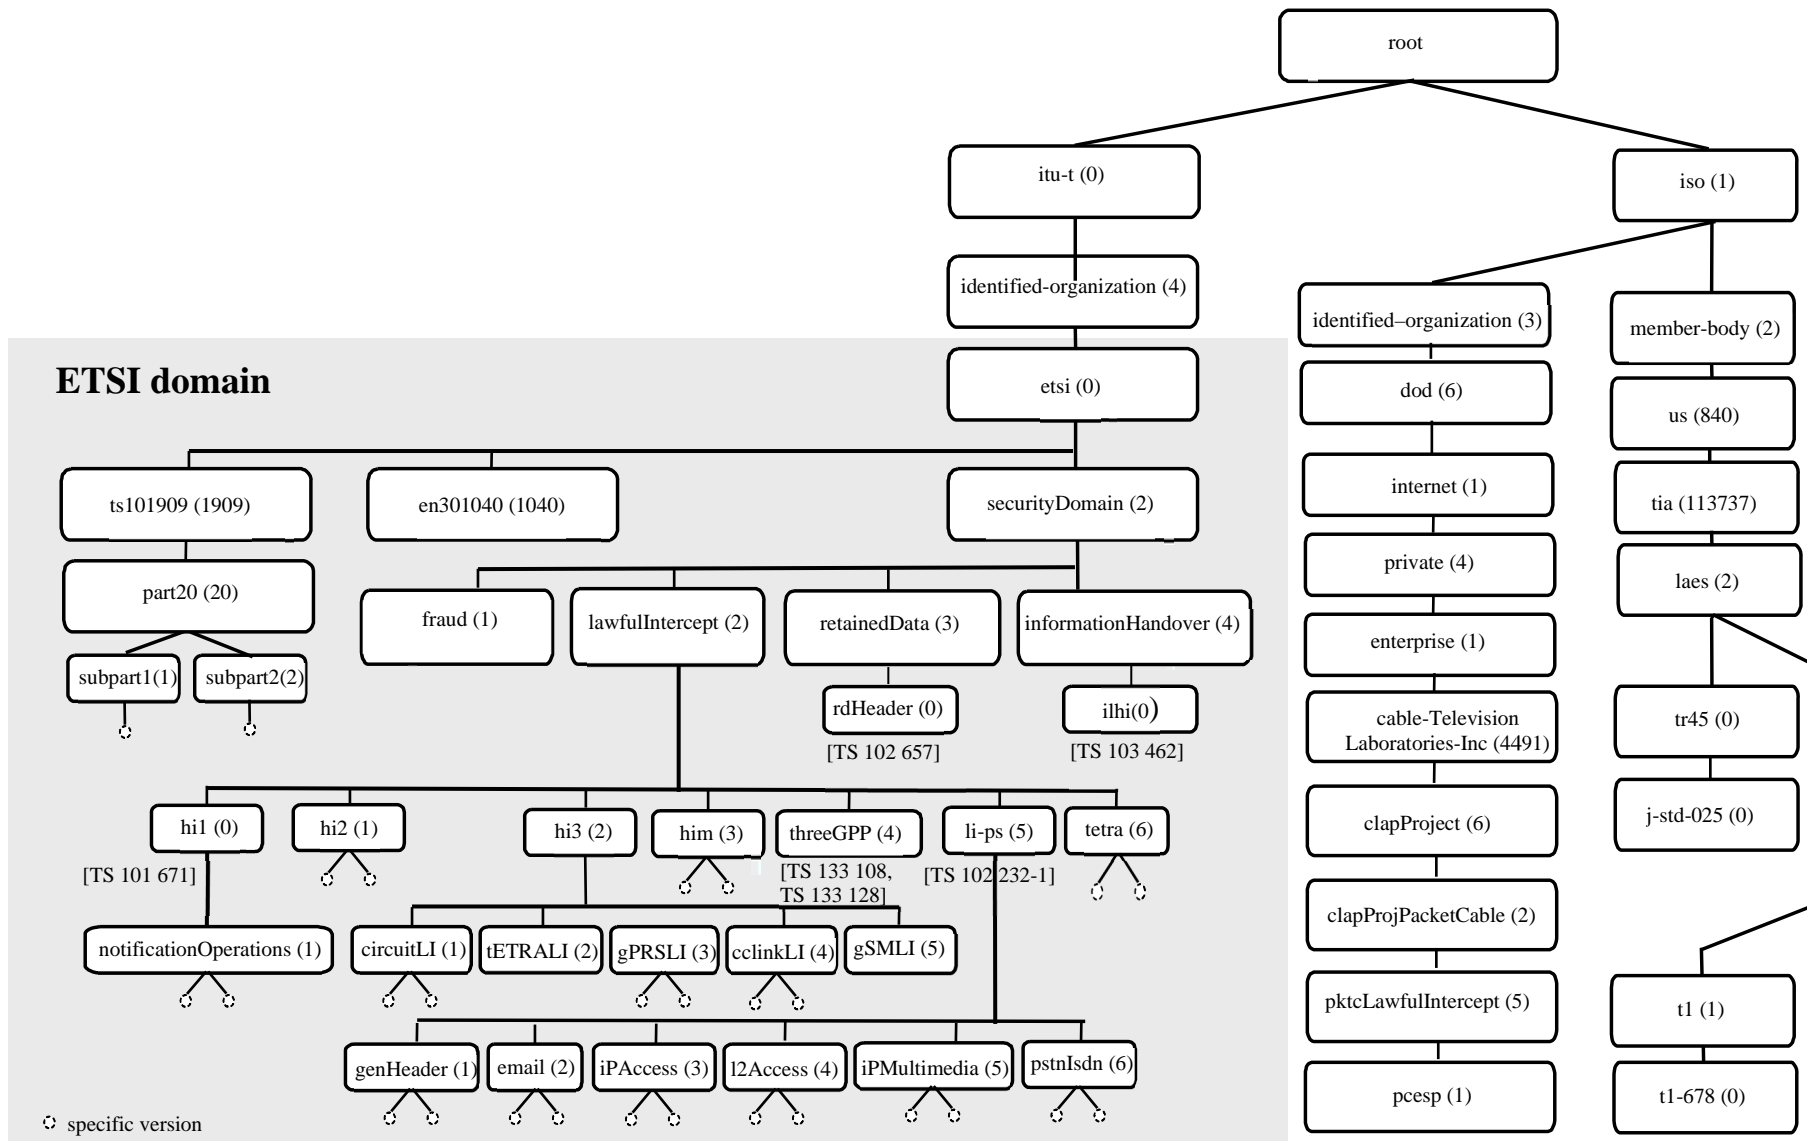 root
itu-t (0)
iso (1)
identified-organization (4)
identified–organization (3)
member-body (2)
ETSI domain
etsi (0)
dod (6)
us (840)
ts101909 (1909)
en301040 (1040)
securityDomain (2)
internet (1)
tia (113737)
part20 (20)
private (4)
laes (2)
fraud (1)
lawfulIntercept (2)
retainedData (3)
informationHandover (4)
enterprise (1)
subpart1(1)
subpart2(2)
rdHeader (0)
ilhi(0)
cable-Television
Laboratories-Inc (4491)
tr45 (0)
[TS 102 657]
[TS 103 462]
hi1 (0)
hi2 (1)
hi3 (2)
him (3)
threeGPP (4)
li-ps (5)
tetra (6)
clapProject (6)
j-std-025 (0)
[TS 101 671]
[TS 133 108,
TS 133 128]
[TS 102 232-1]
notificationOperations (1)
circuitLI (1)
tETRALI (2)
gPRSLI (3)
cclinkLI (4)
gSMLI (5)
clapProjPacketCable (2)
pktcLawfulIntercept (5)
t1 (1)
genHeader (1)
email (2)
iPAccess (3)
l2Access (4)
iPMultimedia (5)
pstnIsdn (6)
pcesp (1)
t1-678 (0)
specific version